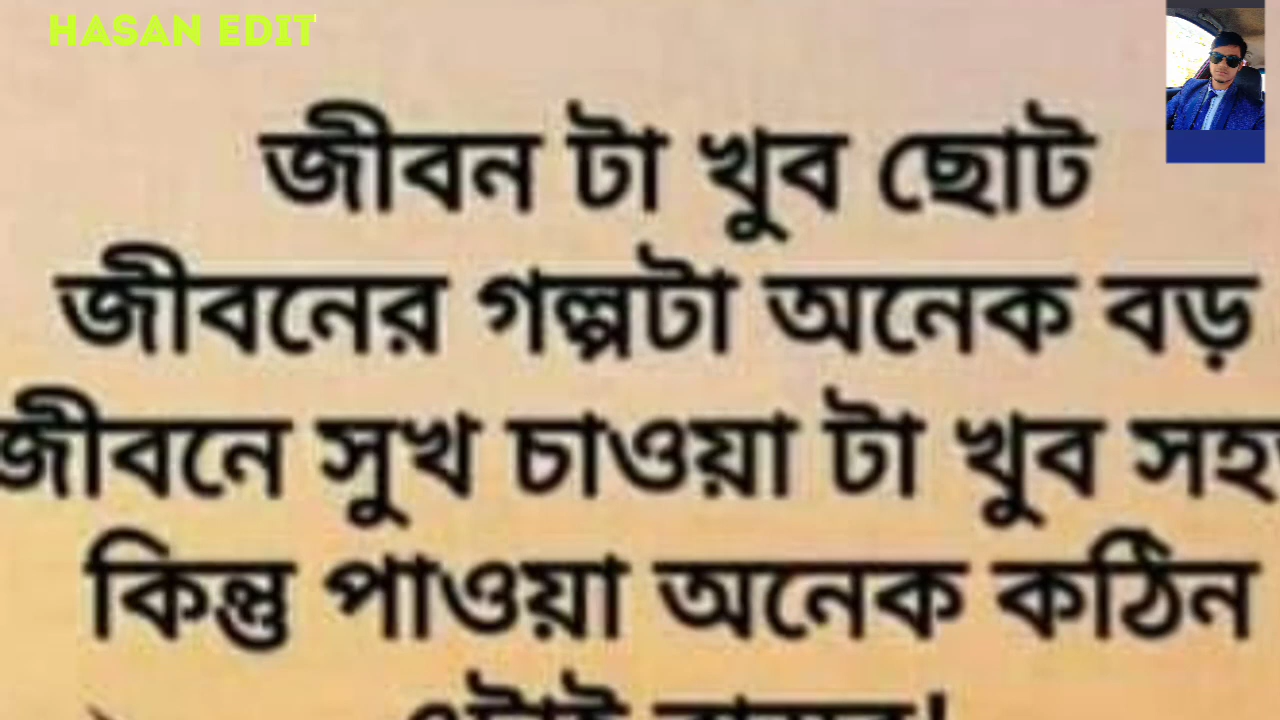 HASAN EDIT
জীবন টা খুব ছোট
জীবনের গল্পটা অনেক বড়
জীবনে সুখ চাওয়া টা খুব
কিন্তু পাওয়া অনেক কঠিন